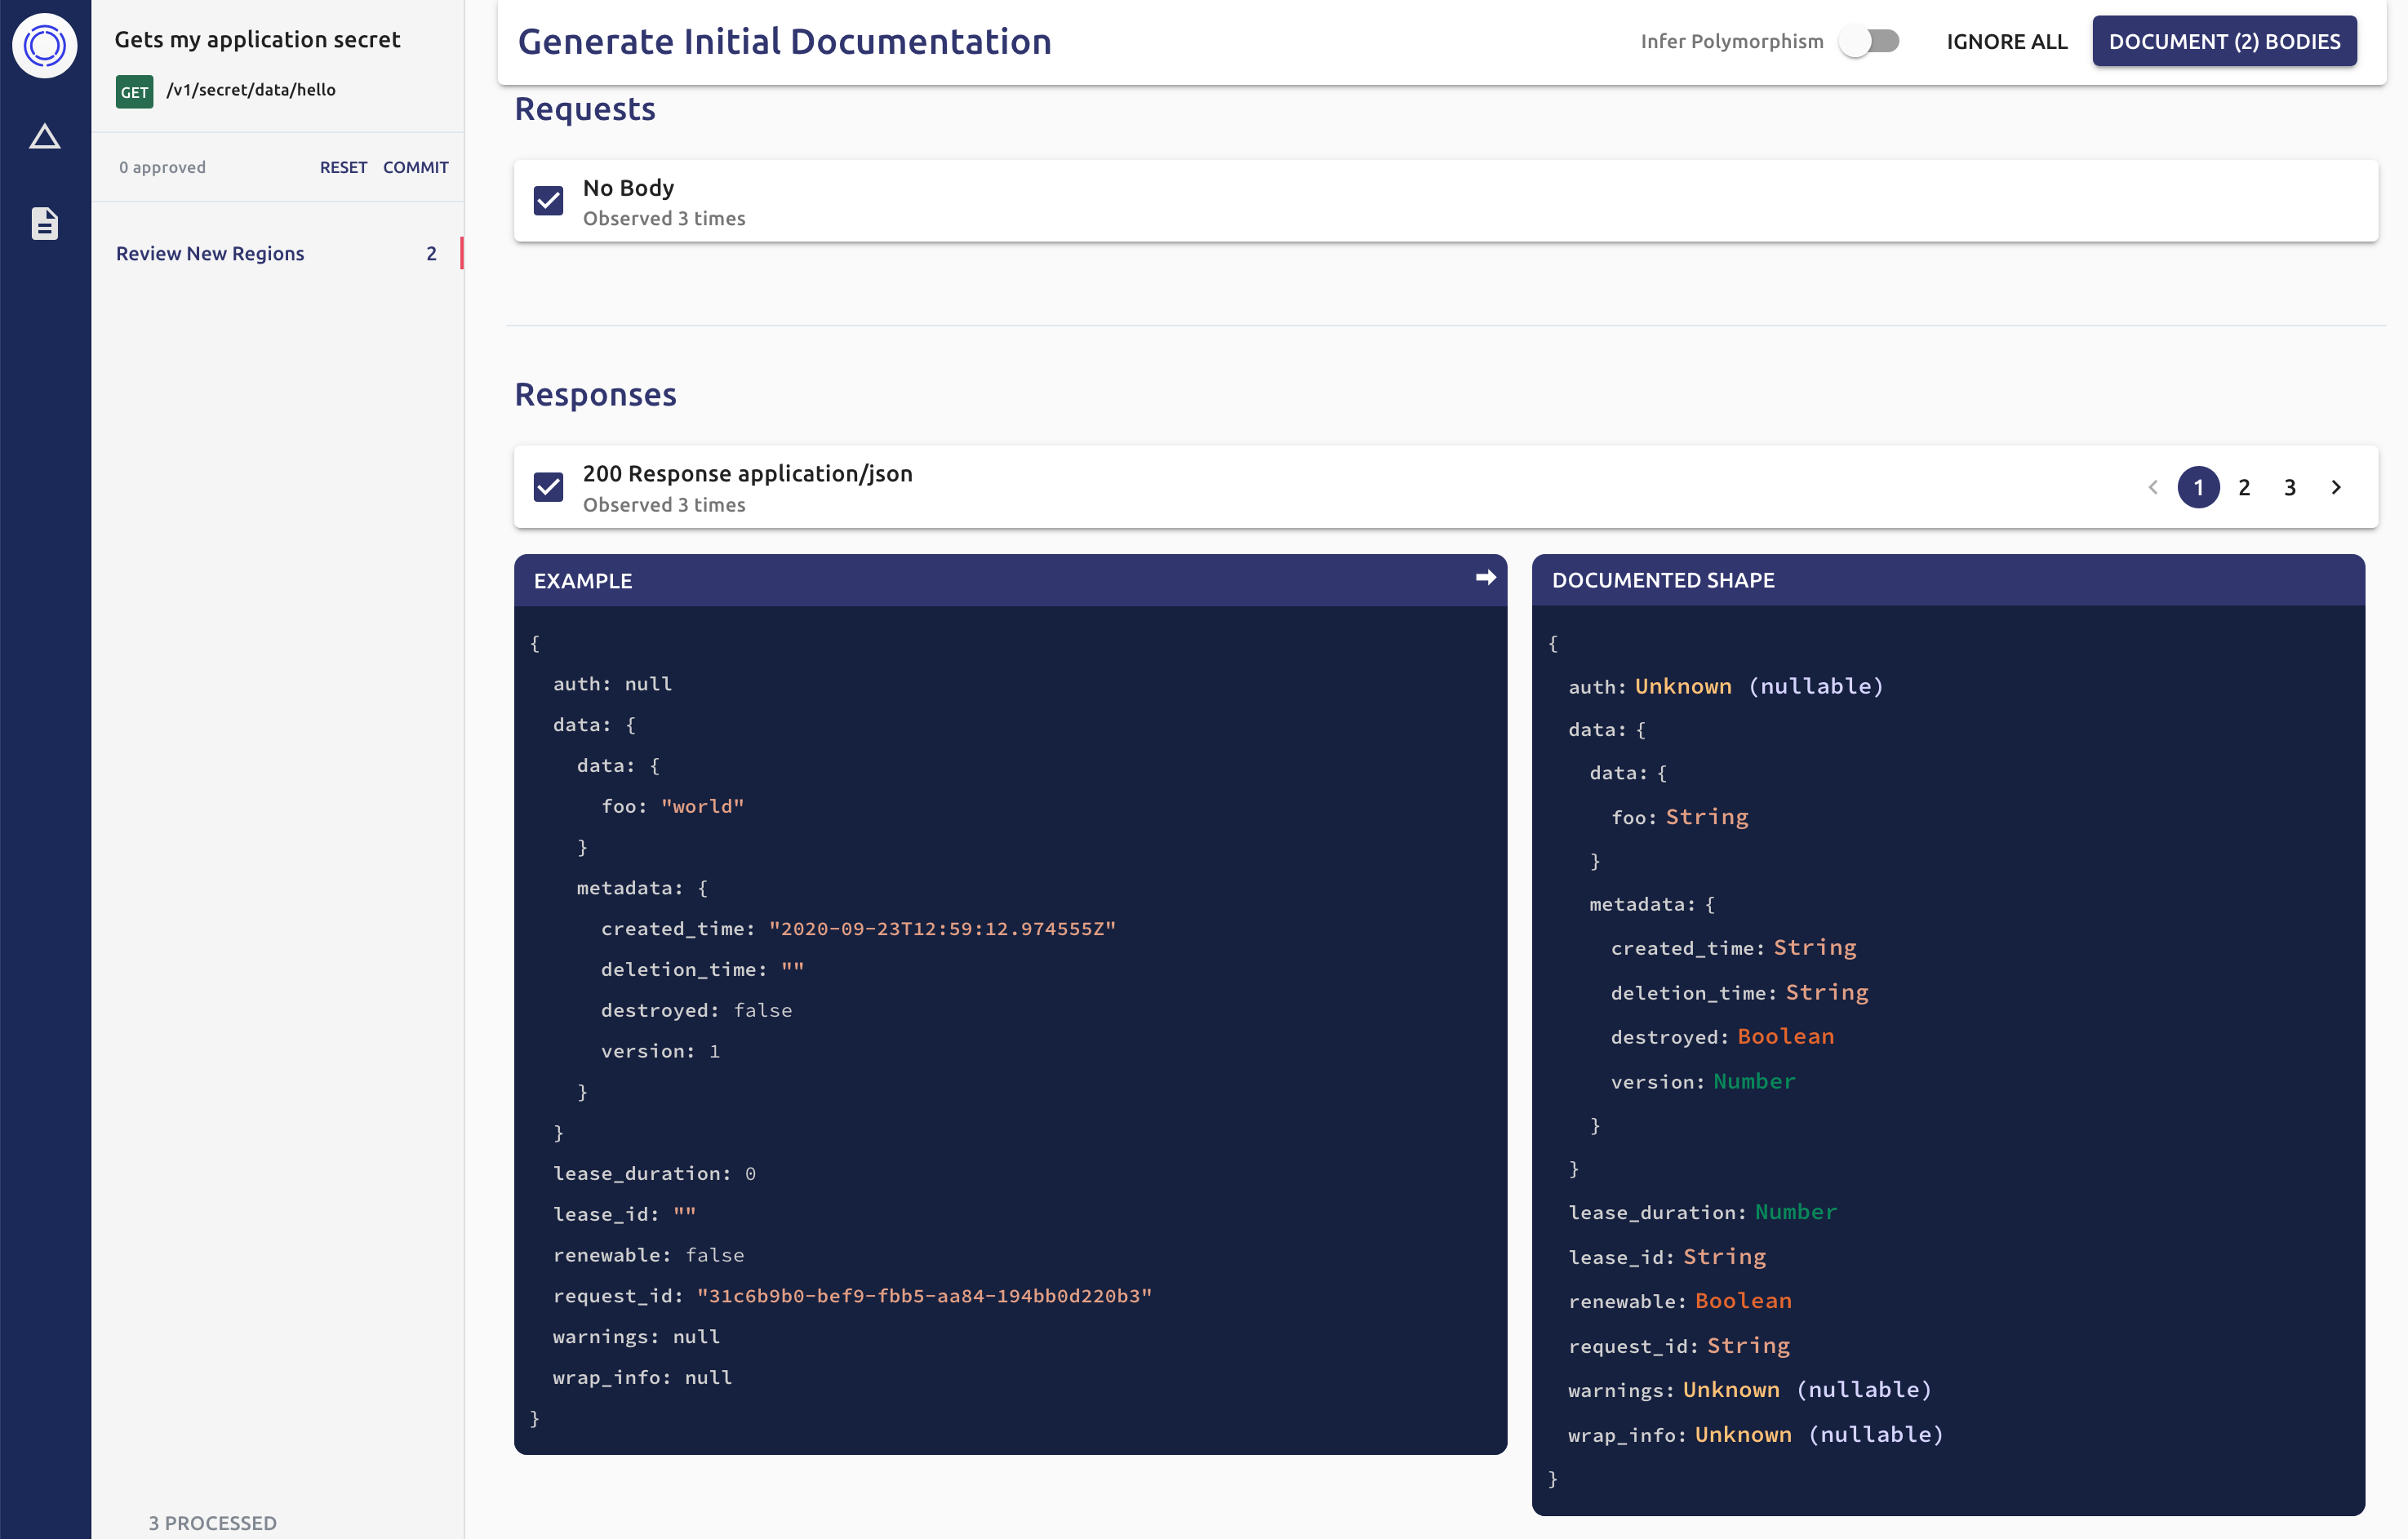 Gets my application secret
GET /v1/secret/data/hello
0 approved RESET COMMIT
Review New Regions 2
3 PROCESSED
Generate Initial Documentation
Infer Polymorphism IGNORE ALL DOCUMENT (2) BODIES
Requests
No Body
Observed 3 times
Responses
200 Response application/json
Observed 3 times
1 2 3
EXAMPLE
{
auth: null
data: {
data: {
foo: "world"
}
metadata: {
created_time: "2020-09-23T12:59:12.974555Z"
deletion_time: ""
destroyed: false
version: 1
}
}
lease_duration: 0
lease_id: ""
renewable: false
request_id: "31c6b9b0-bef9-fbb5-aa84-194bb0d220b3"
warnings: null
wrap_info: null
}
DOCUMENTED SHAPE
{
auth: Unknown (nullable)
data: {
data: {
foo: String
}
metadata: {
created_time: String
deletion_time: String
destroyed: Boolean
version: Number
}
}
lease_duration: Number
lease_id: String
renewable: Boolean
request_id: String
warnings: Unknown (nullable)
wrap_info: Unknown (nullable)
}